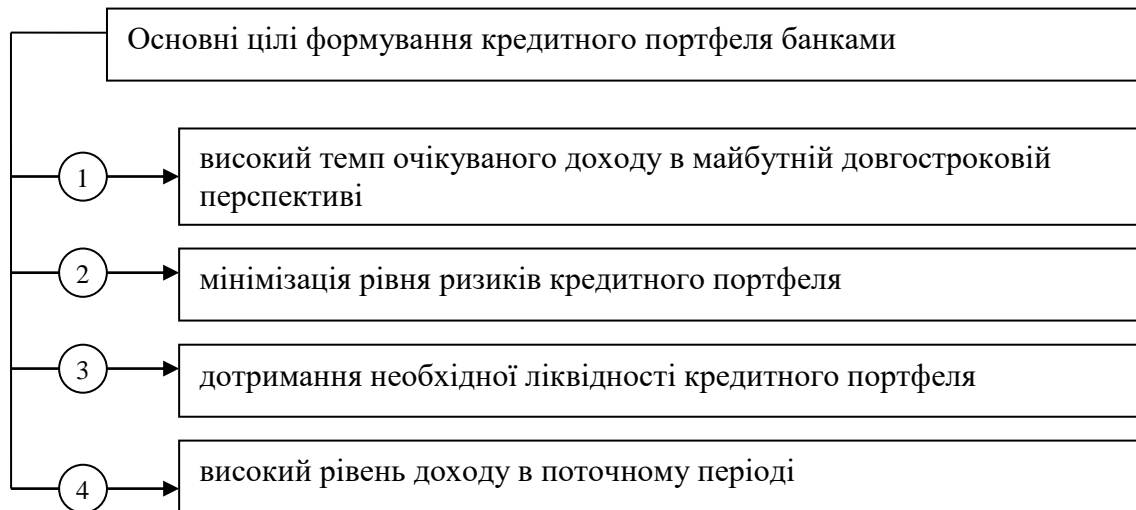 Основні цілі формування кредитного портфеля банками
1
високий темп очікуваного доходу в майбутній довгостроковій
перспективі
2
мінімізація рівня ризиків кредитного портфеля
3
дотримання необхідної ліквідності кредитного портфеля
4
високий рівень доходу в поточному періоді